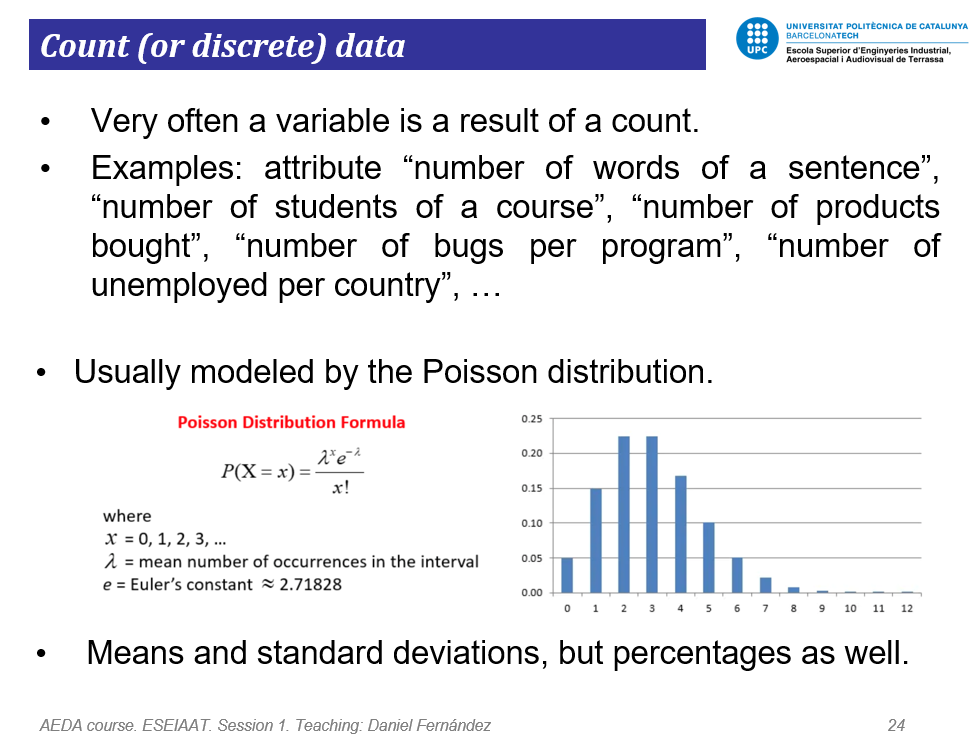 Count (or discrete) data
UNIVERSITAT POLITÈCNICA DE CATALUNYA
BARCELONATECH
UPC
Escola Superior d'Enginyeries Industrial,
Aeroespacial i Audiovisual de Terrassa
• Very often a variable is a result of a count.
• Examples: attribute “number of words of a sentence”,
“number of students of a course”, “number of products
bought”, “number of bugs per program”, “number of
unemployed per country”, …
• Usually modeled by the Poisson distribution.
Poisson Distribution Formula
P(X = x) = λˣe⁻λ / x!
where
x = 0, 1, 2, 3, ...
λ = mean number of occurrences in the interval
e = Euler’s constant ≈ 2.71828
0.25
0.20
0.15
0.10
0.05
0.00
0 1 2 3 4 5 6 7 8 9 10 11 12
• Means and standard deviations, but percentages as well.
AEDA course. ESEIAAT. Session 1. Teaching: Daniel Fernández 24